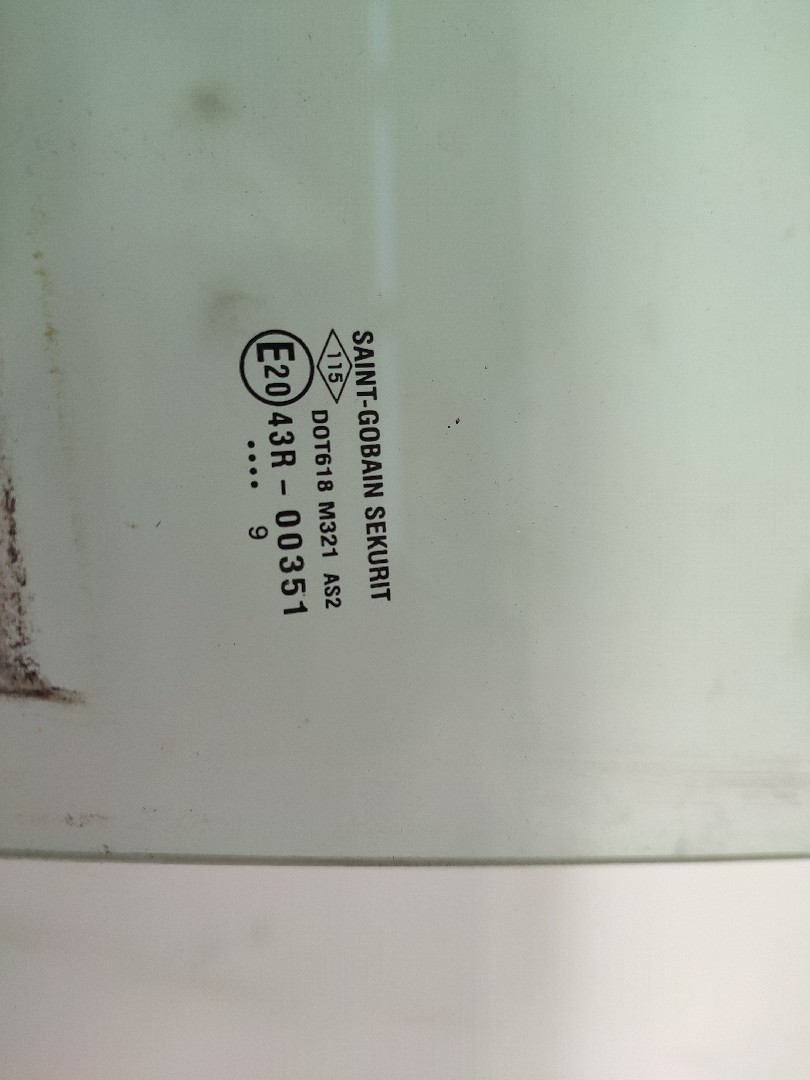 SAINT-GOBAIN SEKURIT
115 DOT618 M321 AS2
E20 43R-00351
.... 9